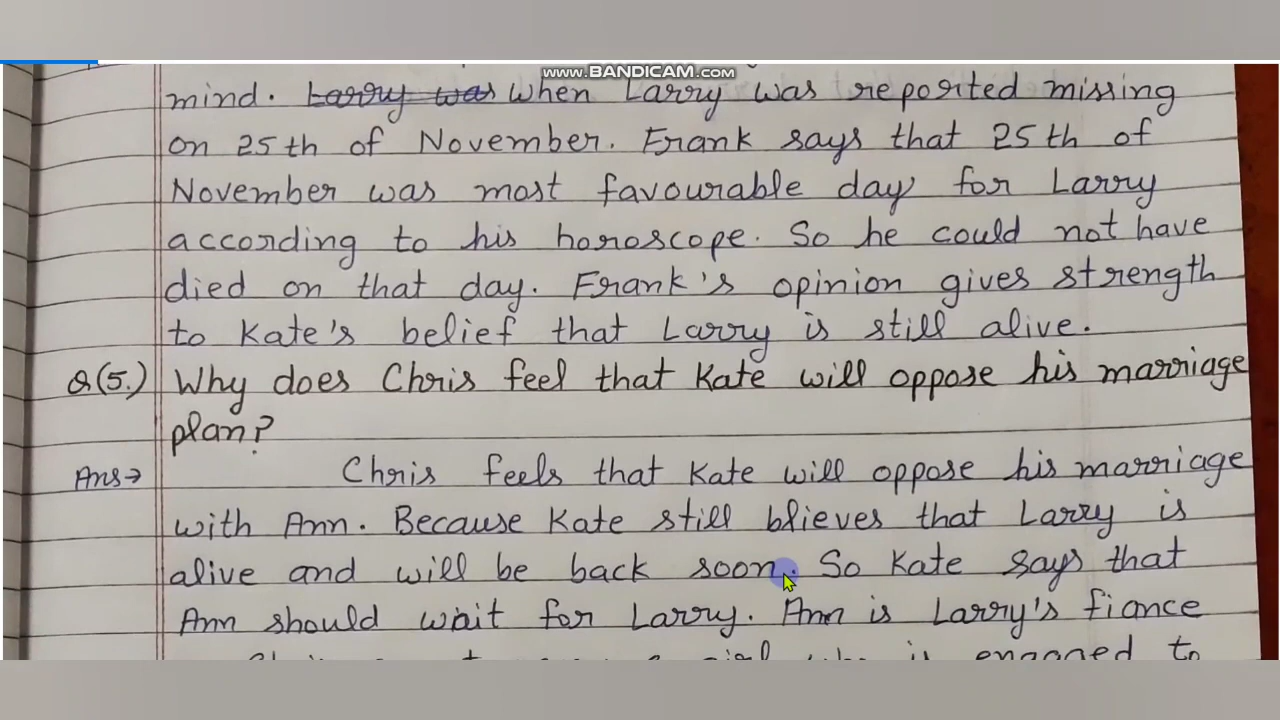 www.BANDICAM.com
mind. Larry was when Larry was reported missing
on 25th of November. Frank says that 25th of
November was most favourable day for Larry
according to his horoscope. So he could not have
died on that day. Frank's opinion gives strength
to Kate's belief that Larry is still alive.
Q(5.) Why does Chris feel that Kate will oppose his marriage
plan?
Ans→ Chris feels that Kate will oppose his marriage
with Ann. Because Kate still blieves that Larry is
alive and will be back soon. So Kate says that
Ann should wait for Larry. Ann is Larry's fiance
girl who is engaged to